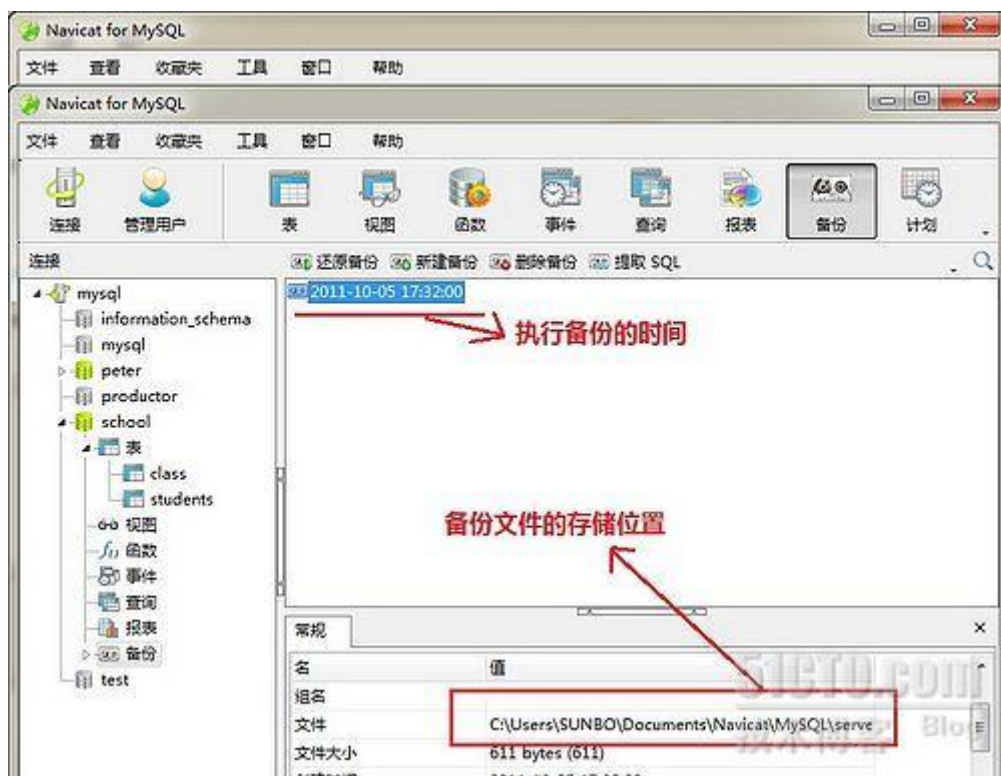 Navicat for MySQL
文件 查看 收藏夹 工具 窗口 帮助
Navicat for MySQL
文件 查看 收藏夹 工具 窗口 帮助
连接 管理用户 表 视图 函数 事件 查询 报表 备份 计划
连接
还原备份 新建备份 删除备份 提取 SQL
mysql
information_schema
mysql
peter
productor
school
表
class
students
视图
函数
事件
查询
报表
备份
test
2011-10-05 17:32:00
执行备份的时间
备份文件的存储位置
常规
名 值
组名
文件 C:\Users\SUNBO\Documents\Navicat\MySQL\serve
文件大小 611 bytes (611)
51CTO.com
技术博客 Blog